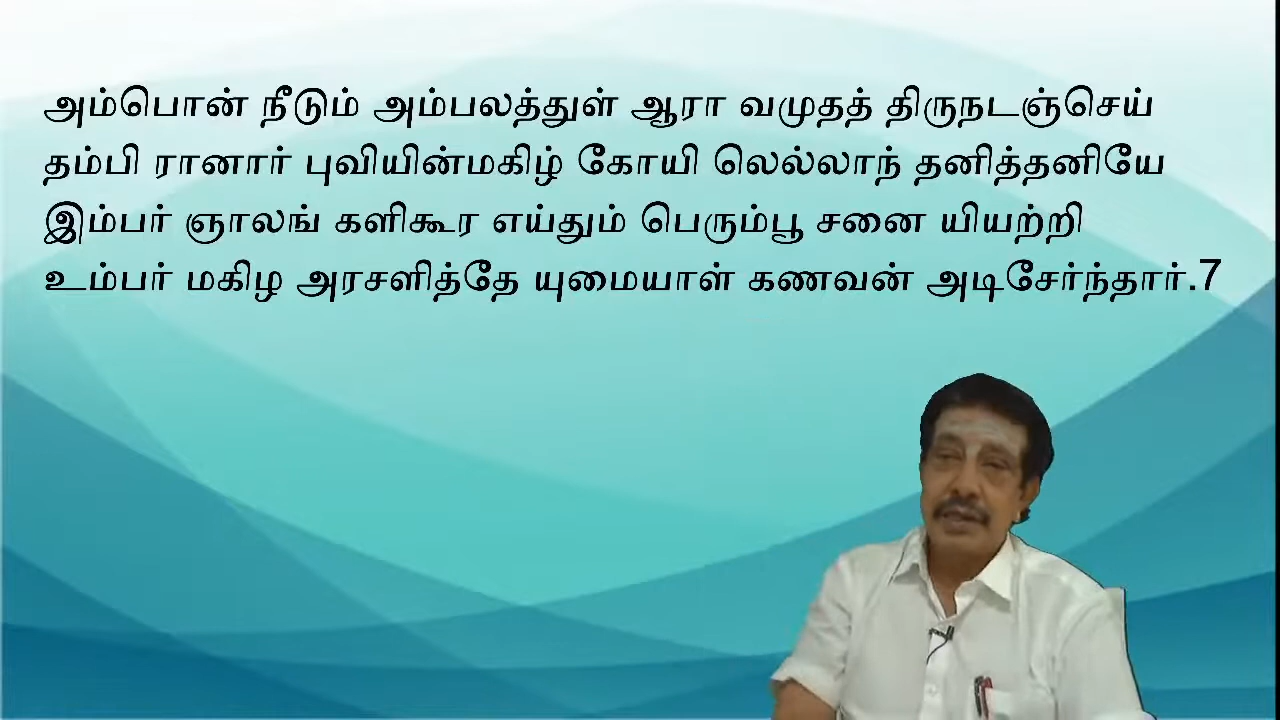 அம்பொன் நீடும் அம்பலத்துள் ஆரா வமுதத் திருநடஞ்செய்
தம்பி ரானார் புவியின்மகிழ் கோயி லெல்லாந் தனித்தனியே
இம்பர் ஞாலங் களிகூர எய்தும் பெரும்பூ சனை யியற்றி
உம்பர் மகிழ அரசளித்தே யுமையாள் கணவன் அடிசேர்ந்தார்.7